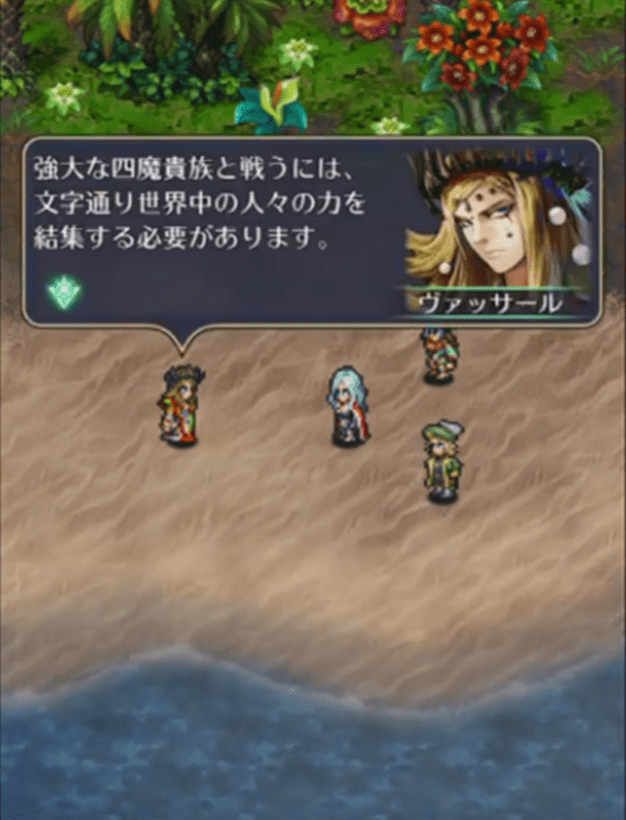 強大な四魔貴族と戦うには、
文字通り世界中の人々の力を
結集する必要があります。
ヴァッサール